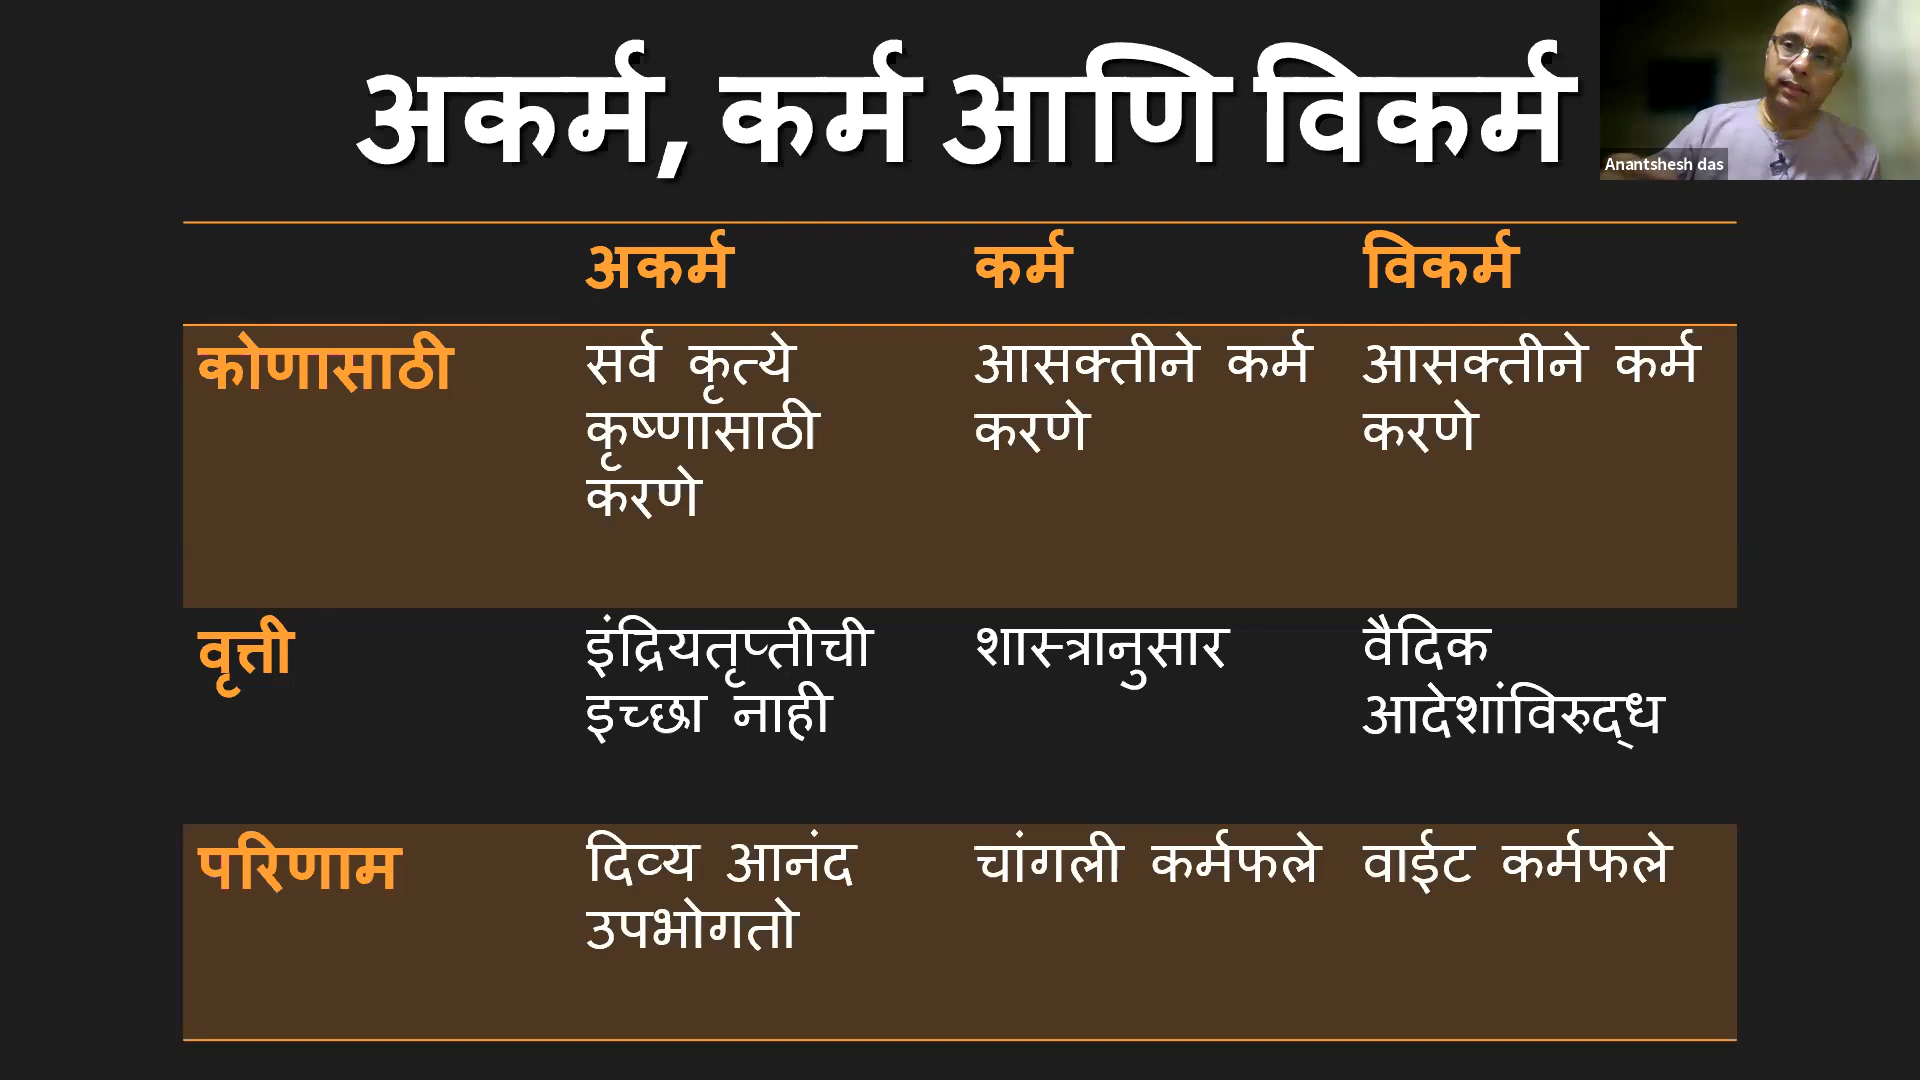 अकर्म, कर्म आणि विकर्म
Anantshesh das
अकर्म कर्म विकर्म
कोणासाठी सर्व कृत्ये आसक्तीने कर्म आसक्तीने कर्म
कृष्णासाठी करणे करणे
करणे
वृत्ती इंद्रियतृप्तीची शास्त्रानुसार वैदिक
इच्छा नाही आदेशांविरुद्ध
परिणाम दिव्य आनंद चांगली कर्मफले वाईट कर्मफले
उपभोगतो